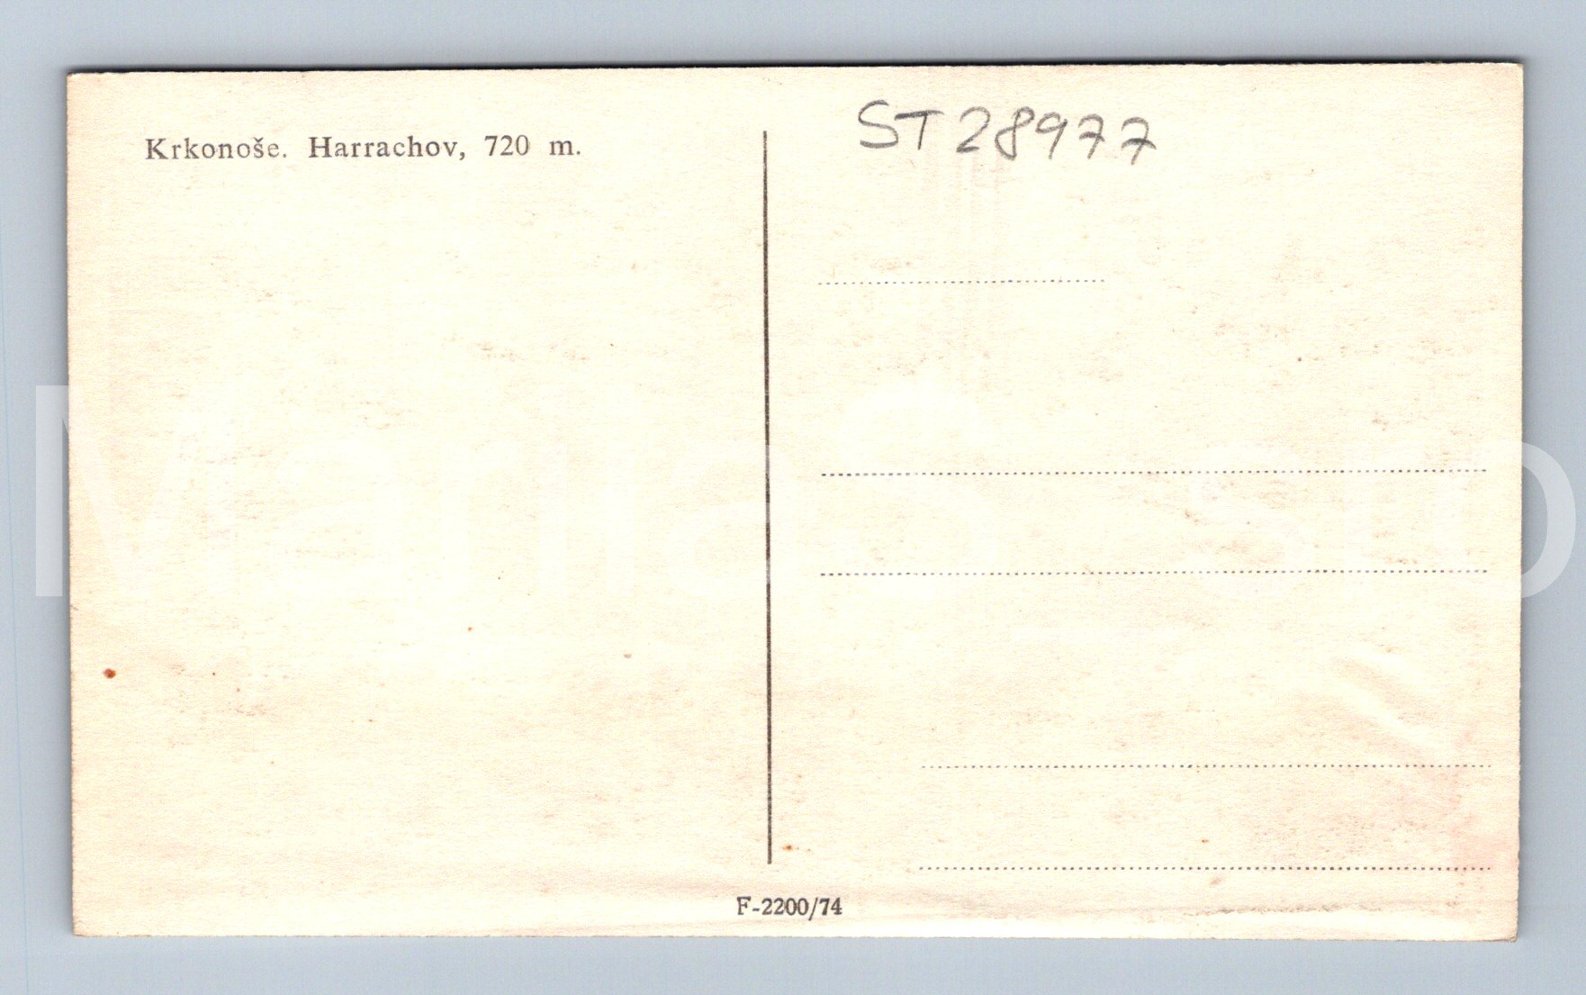 Krkonoše. Harrachov, 720 m.
ST28977
F-2200/74